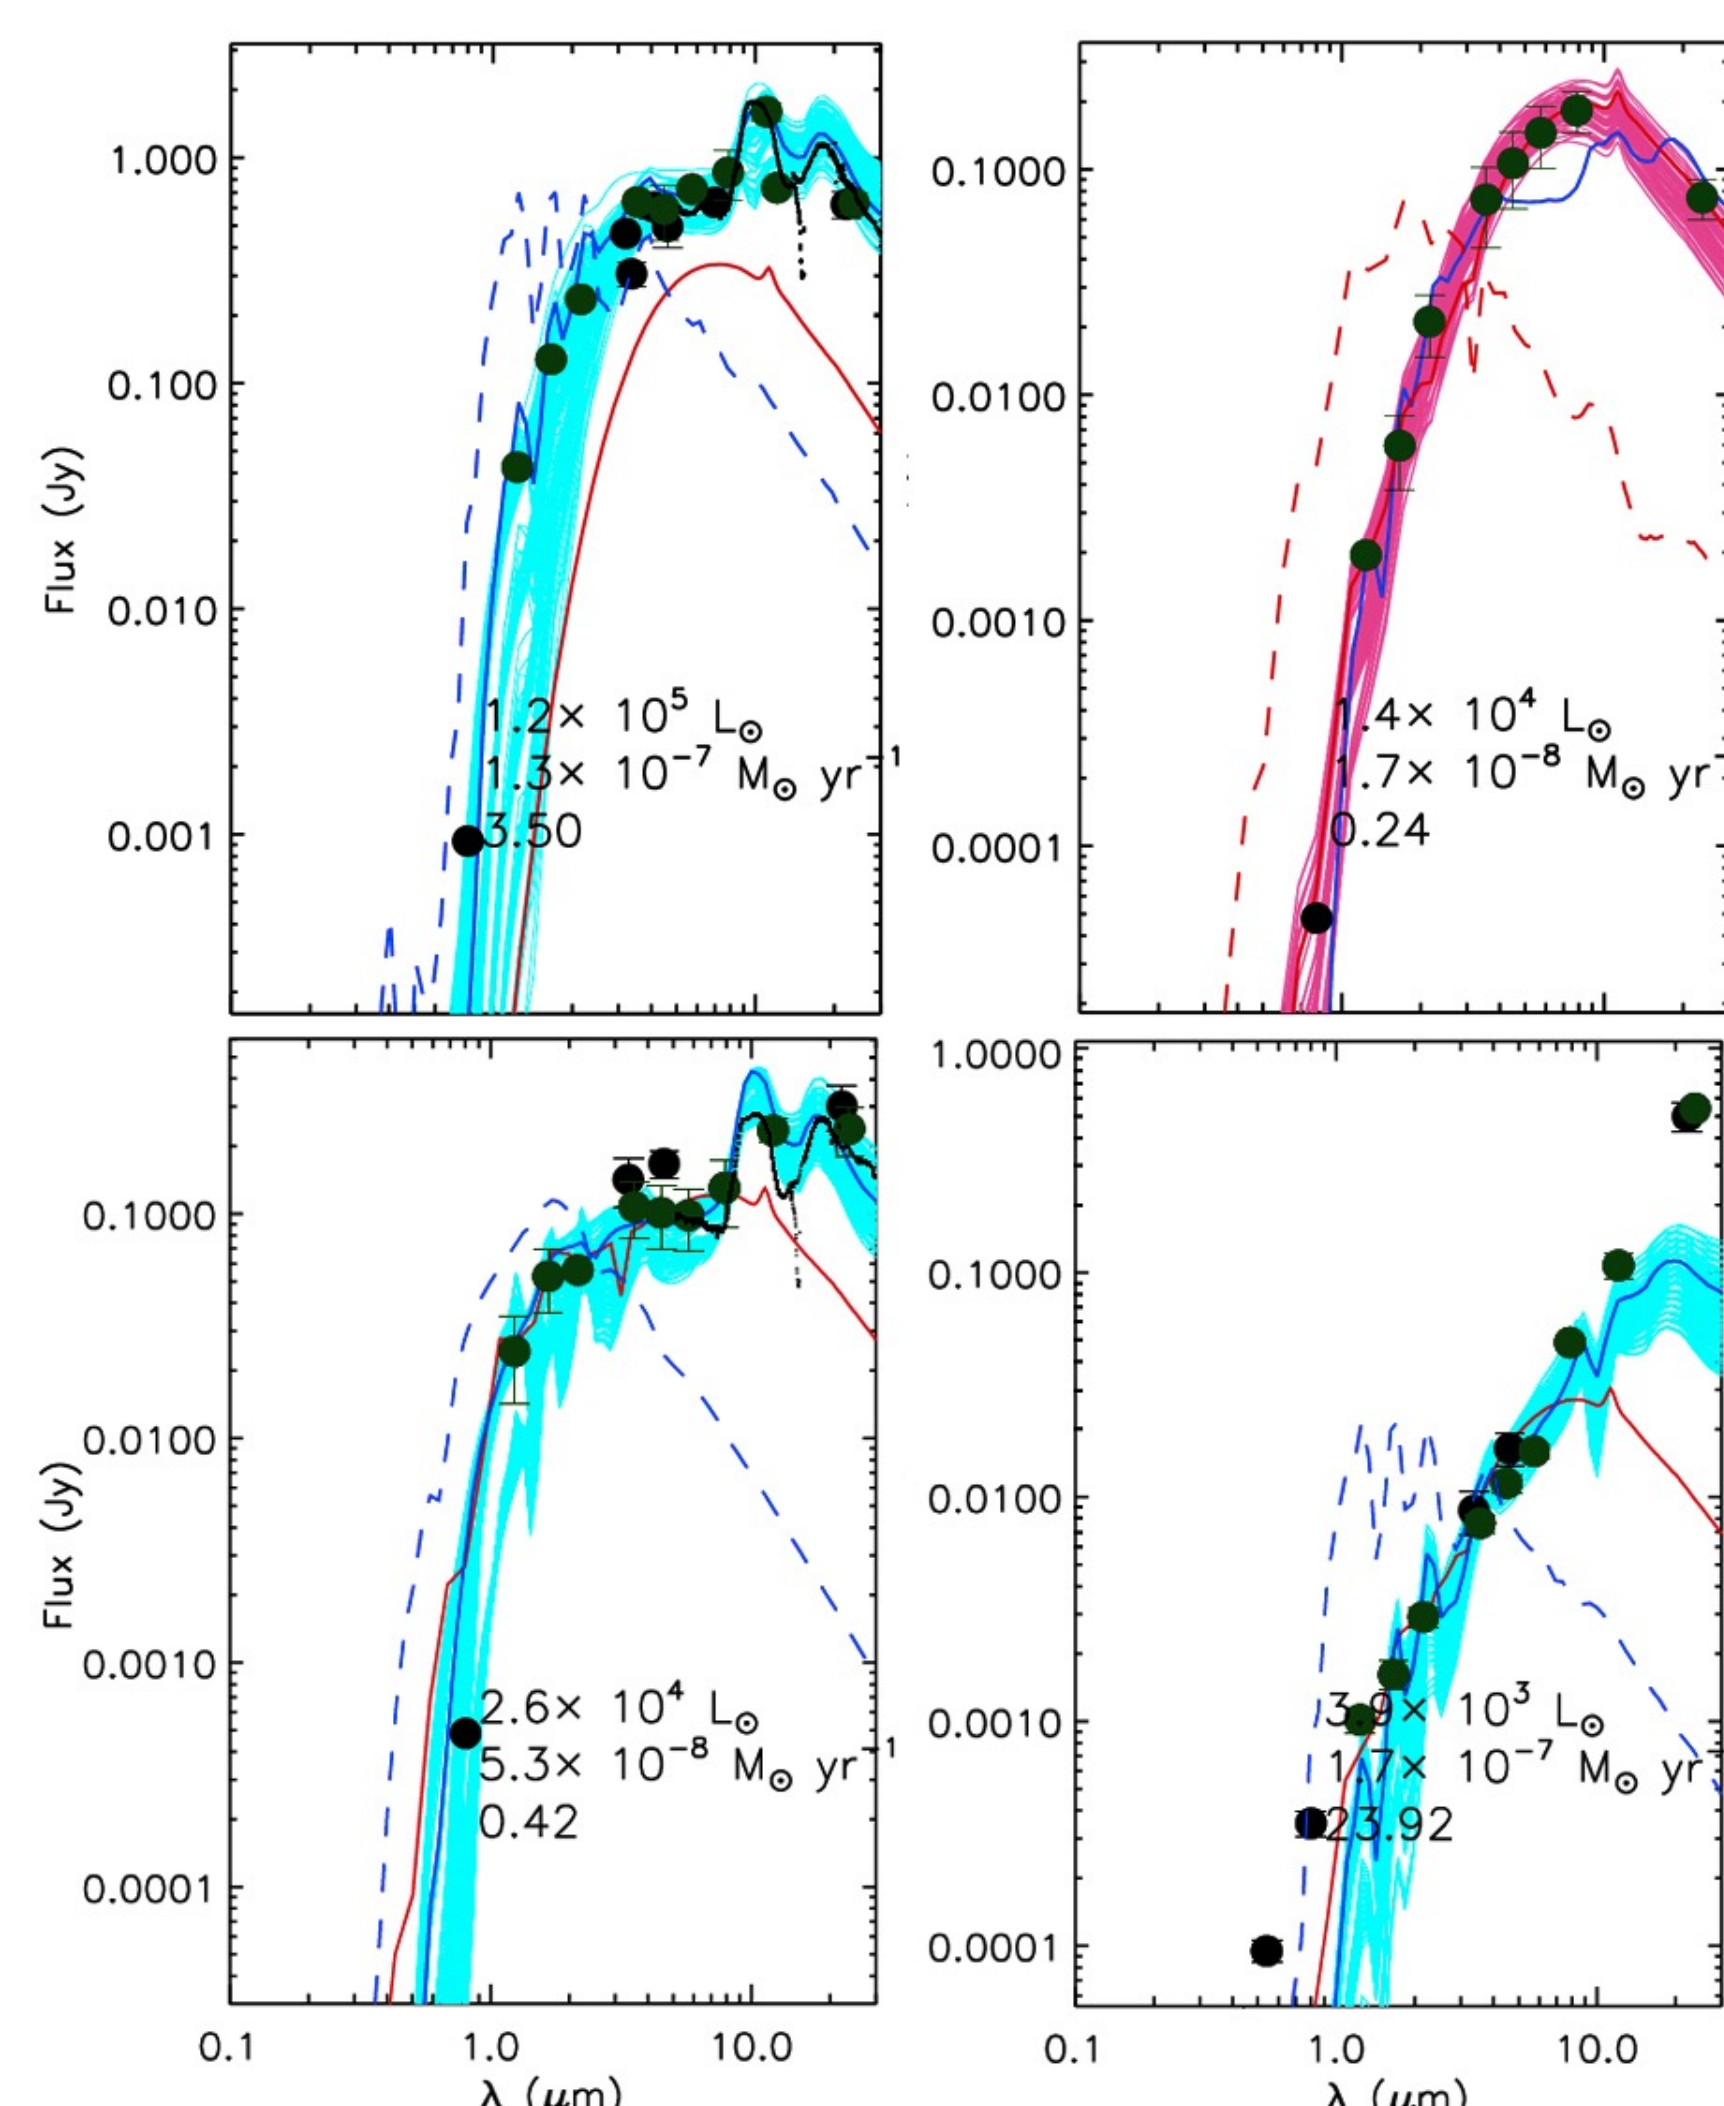 Flux (Jy)
1.000
0.100
0.010
0.001
1.2× 10⁵ L⊙
1.3× 10⁻⁷ M⊙ yr⁻¹
3.50
0.1000
0.0100
0.0010
0.0001
1.4× 10⁴ L⊙
1.7× 10⁻⁸ M⊙ yr
0.24
Flux (Jy)
0.1000
0.0100
0.0010
0.0001
2.6× 10⁴ L⊙
5.3× 10⁻⁸ M⊙ yr⁻¹
0.42
0.1
1.0
10.0
λ (μm)
1.0000
0.1000
0.0100
0.0010
0.0001
3.9× 10³ L⊙
1.7× 10⁻⁷ M⊙ yr
23.92
0.1
1.0
10.0
λ (μm)